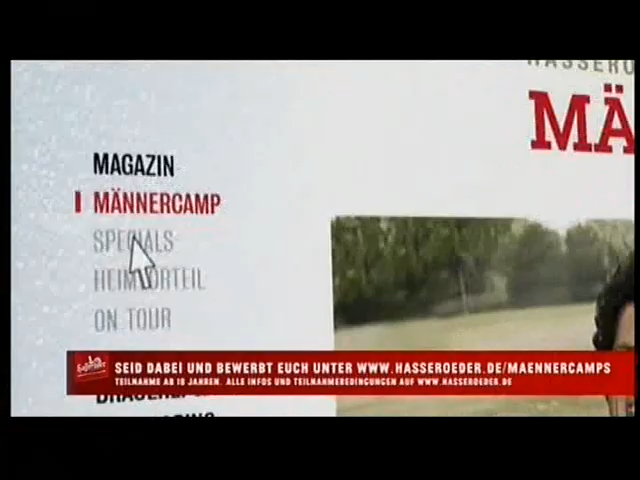 HASSERO
MÄ
MAGAZIN
MÄNNERCAMP
SPECIALS
HEIMVORTEIL
ON TOUR
SEID DABEI UND BEWERBT EUCH UNTER WWW.HASSEROEDER.DE/MAENNERCAMPS
TEILNAHME AB 18 JAHREN. ALLE INFOS UND TEILNAHMEBEDINGUNGEN AUF WWW.HASSEROEDER.DE